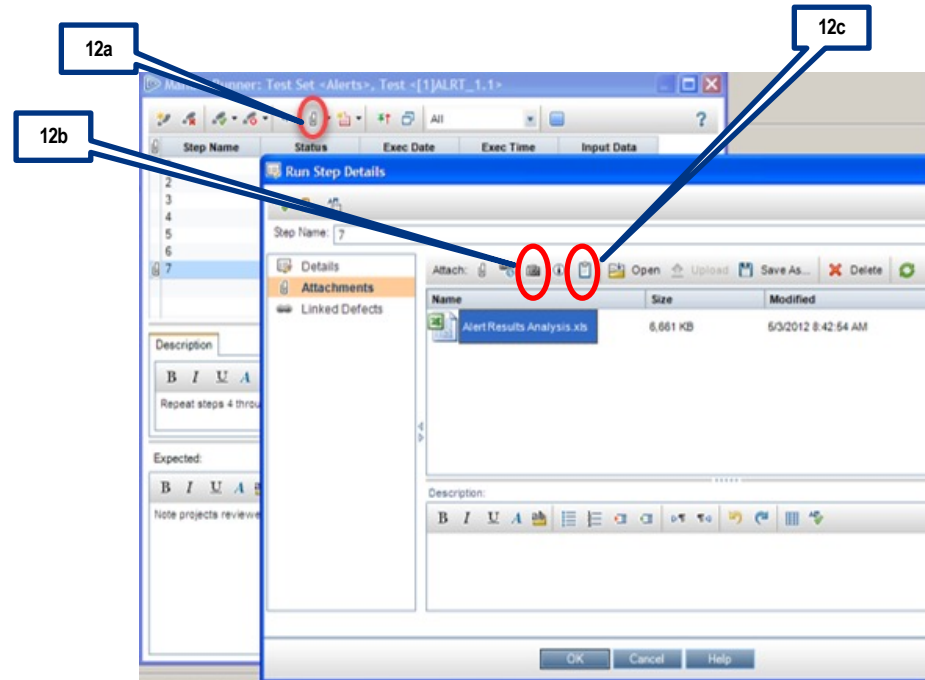 12c
12a
Manual Runner: Test Set <Alerts>, Test <[1]ALRT_1.1>
All
?
12b
Step Name Status Exec Date Exec Time Input Data
Run Step Details
2
3
4
5
6
7
Step Name: 7
Details
Attachments
Linked Defects
Attach: Open Upload Save As... Delete
Name Size Modified
Alert Results Analysis.xls 6,661 KB 5/3/2012 8:42:54 AM
Description
B I U A
Repeat steps 4 throu
Expected:
B I U A
Note projects reviewe
Description:
B I U A ab
OK Cancel Help